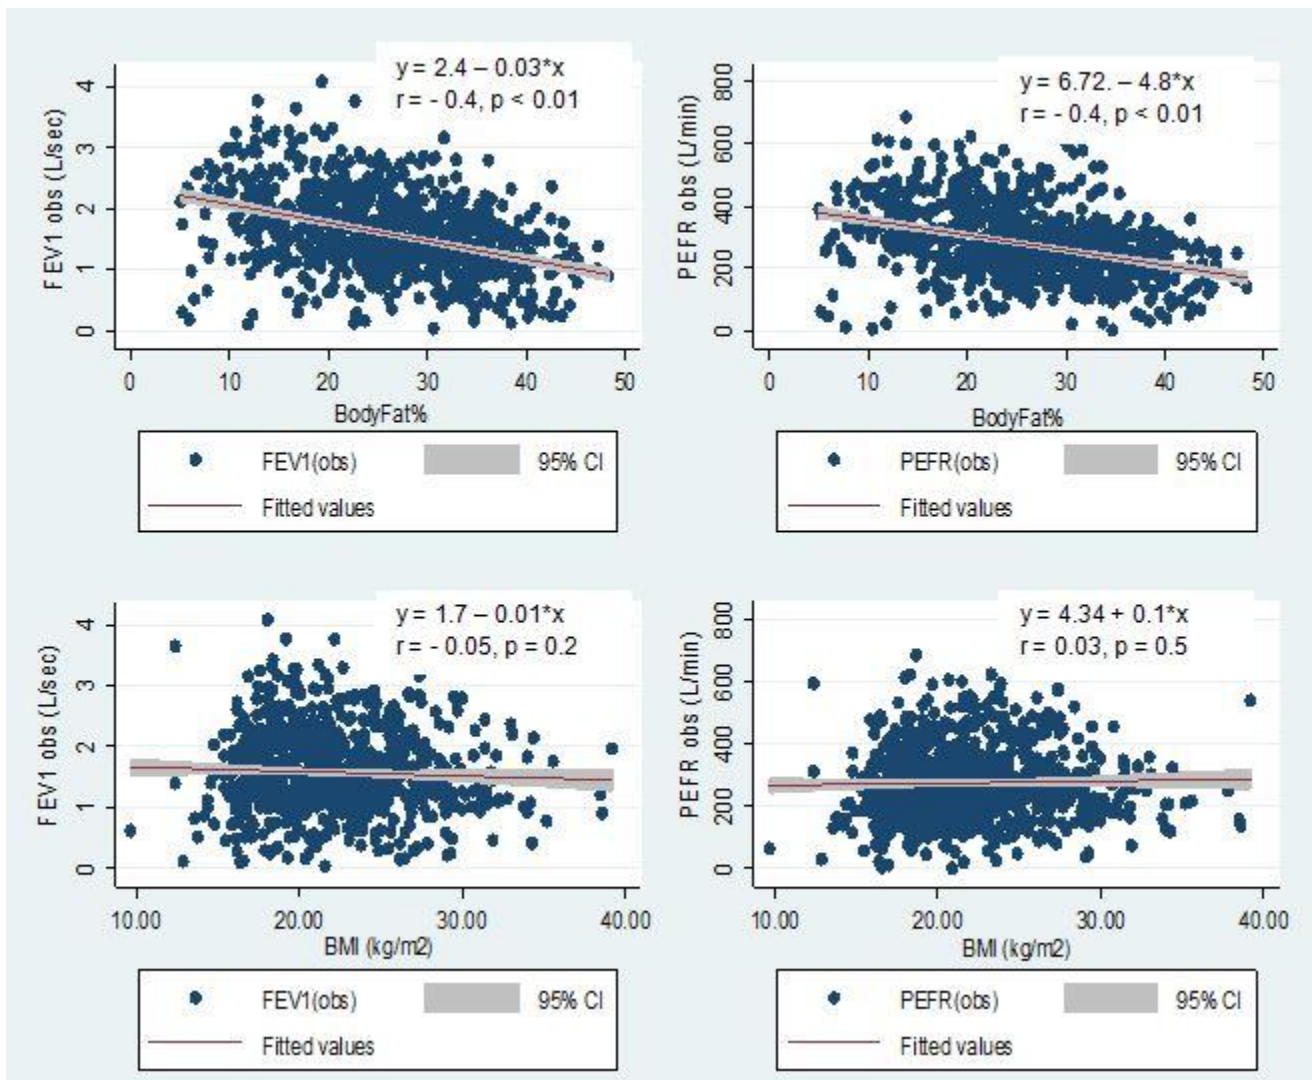 y = 2.4 – 0.03*x
r = - 0.4, p < 0.01
FEV1 obs (L/sec)
4
3
2
1
0
0 10 20 30 40 50
BodyFat%
FEV1(obs) 95% CI
Fitted values
y = 6.72. – 4.8*x
r = - 0.4, p < 0.01
PEFR obs (L/min)
800
600
400
200
0
0 10 20 30 40 50
BodyFat%
PEFR(obs) 95% CI
Fitted values
y = 1.7 – 0.01*x
r = - 0.05, p = 0.2
FEV1 obs (L/sec)
4
3
2
1
0
10.00 20.00 30.00 40.00
BMI (kg/m2)
FEV1(obs) 95% CI
Fitted values
y = 4.34 + 0.1*x
r = 0.03, p = 0.5
PEFR obs (L/min)
800
600
400
200
0
10.00 20.00 30.00 40.00
BMI (kg/m2)
PEFR(obs) 95% CI
Fitted values